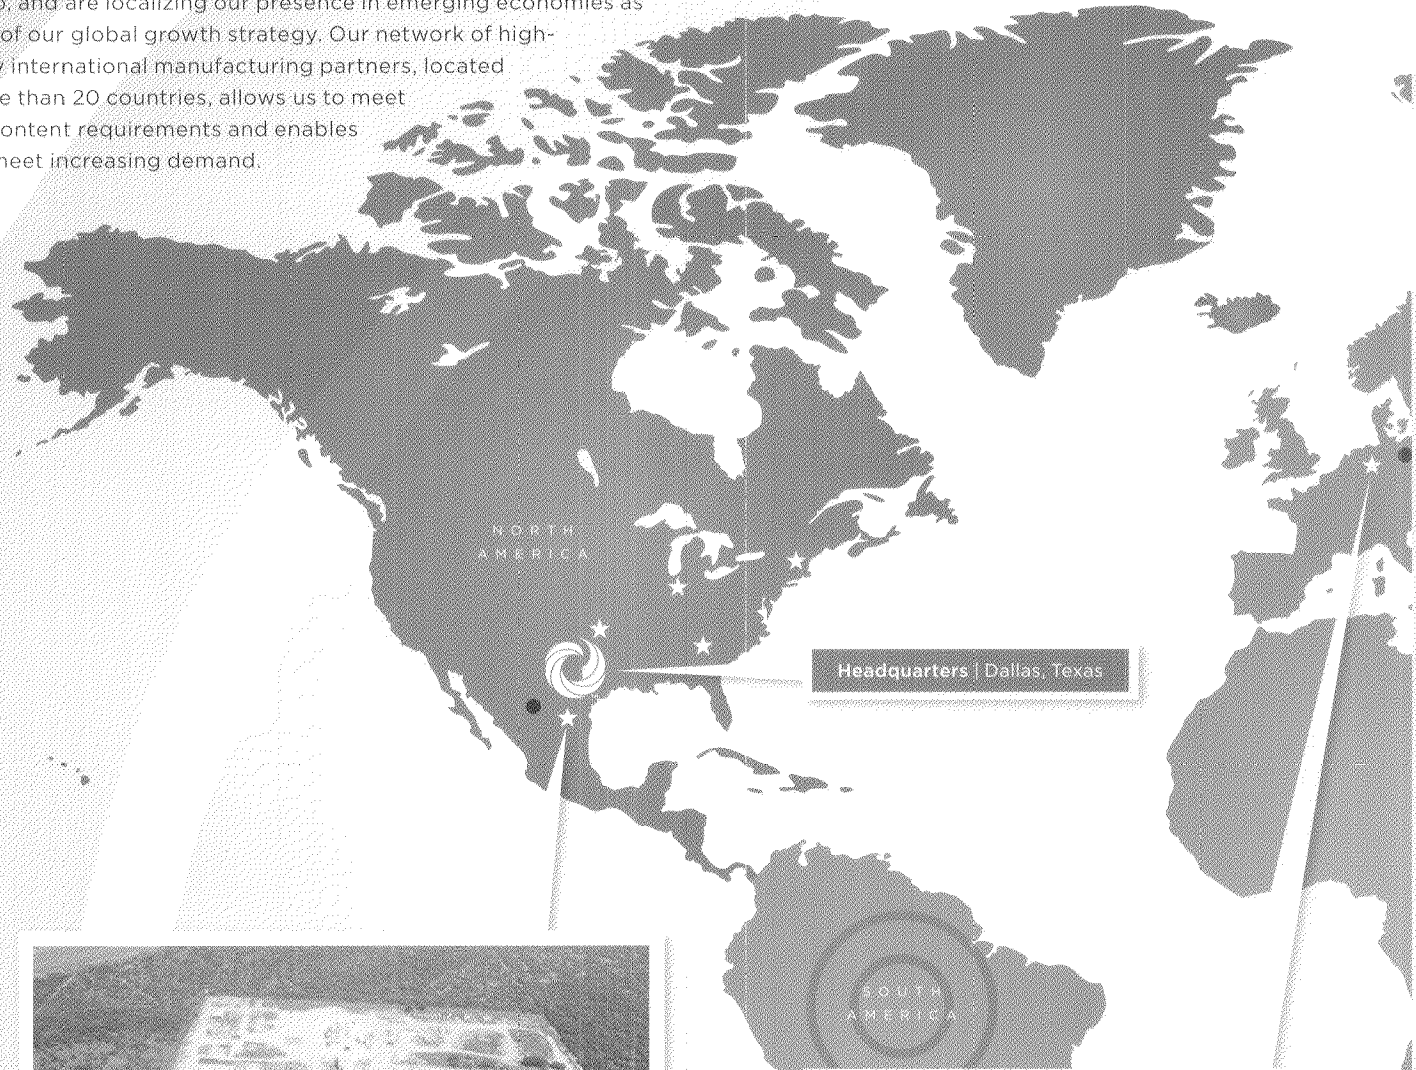 and are localizing our presence in emerging economies as
of our global growth strategy. Our network of high-
international manufacturing partners, located
than 20 countries, allows us to meet
requirements and enables
increasing demand.
NORTH
AMERICA
Headquarters | Dallas, Texas
SOUTH
AMERICA